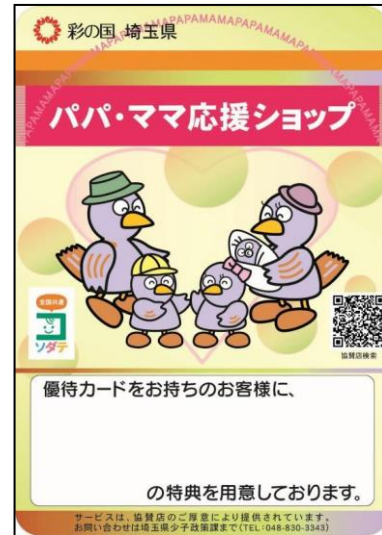 PAPAMAMAPAPAMAMAPAPAMAMAPAPAMAMA
彩の国 埼玉県
パパ・ママ応援ショップ
全国共通
コ
ソダテ
協賛店検索
優待カードをお持ちのお客様に、
の特典を用意しております。
サービスは、協賛店のご厚意により提供されています。
お問い合わせは埼玉県少子政策課まで(TEL:048-830-3343)